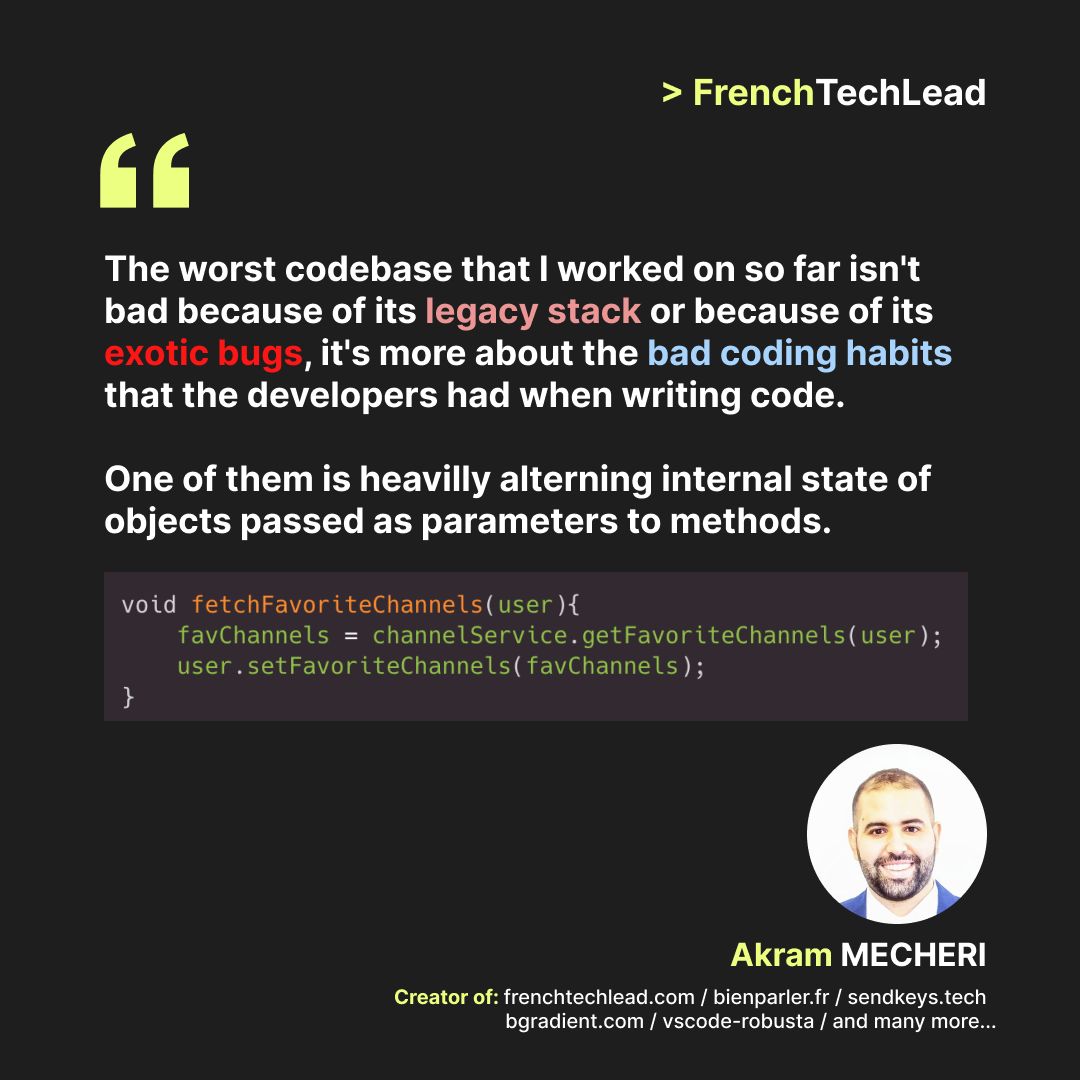 > FrenchTechLead
“
The worst codebase that I worked on so far isn't
bad because of its legacy stack or because of its
exotic bugs, it's more about the bad coding habits
that the developers had when writing code.
One of them is heavilly alterning internal state of
objects passed as parameters to methods.
void fetchFavoriteChannels(user){
    favChannels = channelService.getFavoriteChannels(user);
    user.setFavoriteChannels(favChannels);
}
Akram MECHERI
Creator of: frenchtechlead.com / bienparler.fr / sendkeys.tech
bgradient.com / vscode-robusta / and many more...